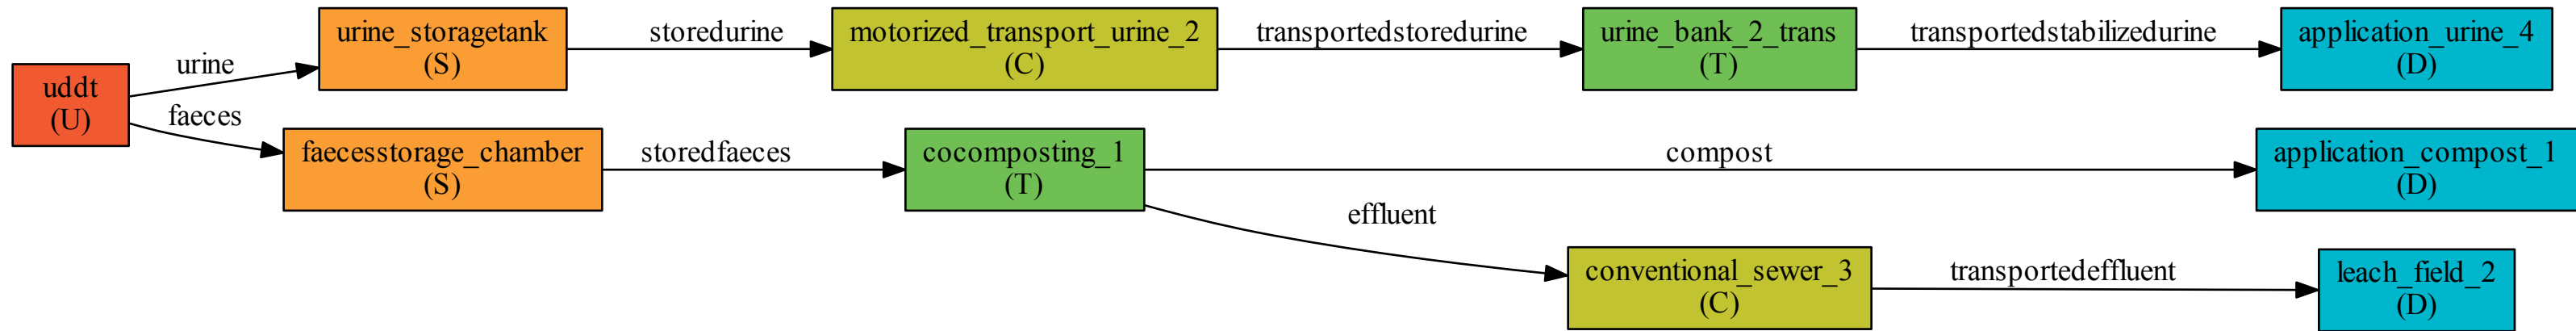 uddt
(U)
urine
faeces
urine_storagetank
(S)
storedurine
motorized_transport_urine_2
(C)
transportedstoredurine
urine_bank_2_trans
(T)
transportedstabilizedurine
application_urine_4
(D)
faecesstorage_chamber
(S)
storedfaeces
cocomposting_1
(T)
compost
application_compost_1
(D)
effluent
conventional_sewer_3
(C)
transportedeffluent
leach_field_2
(D)